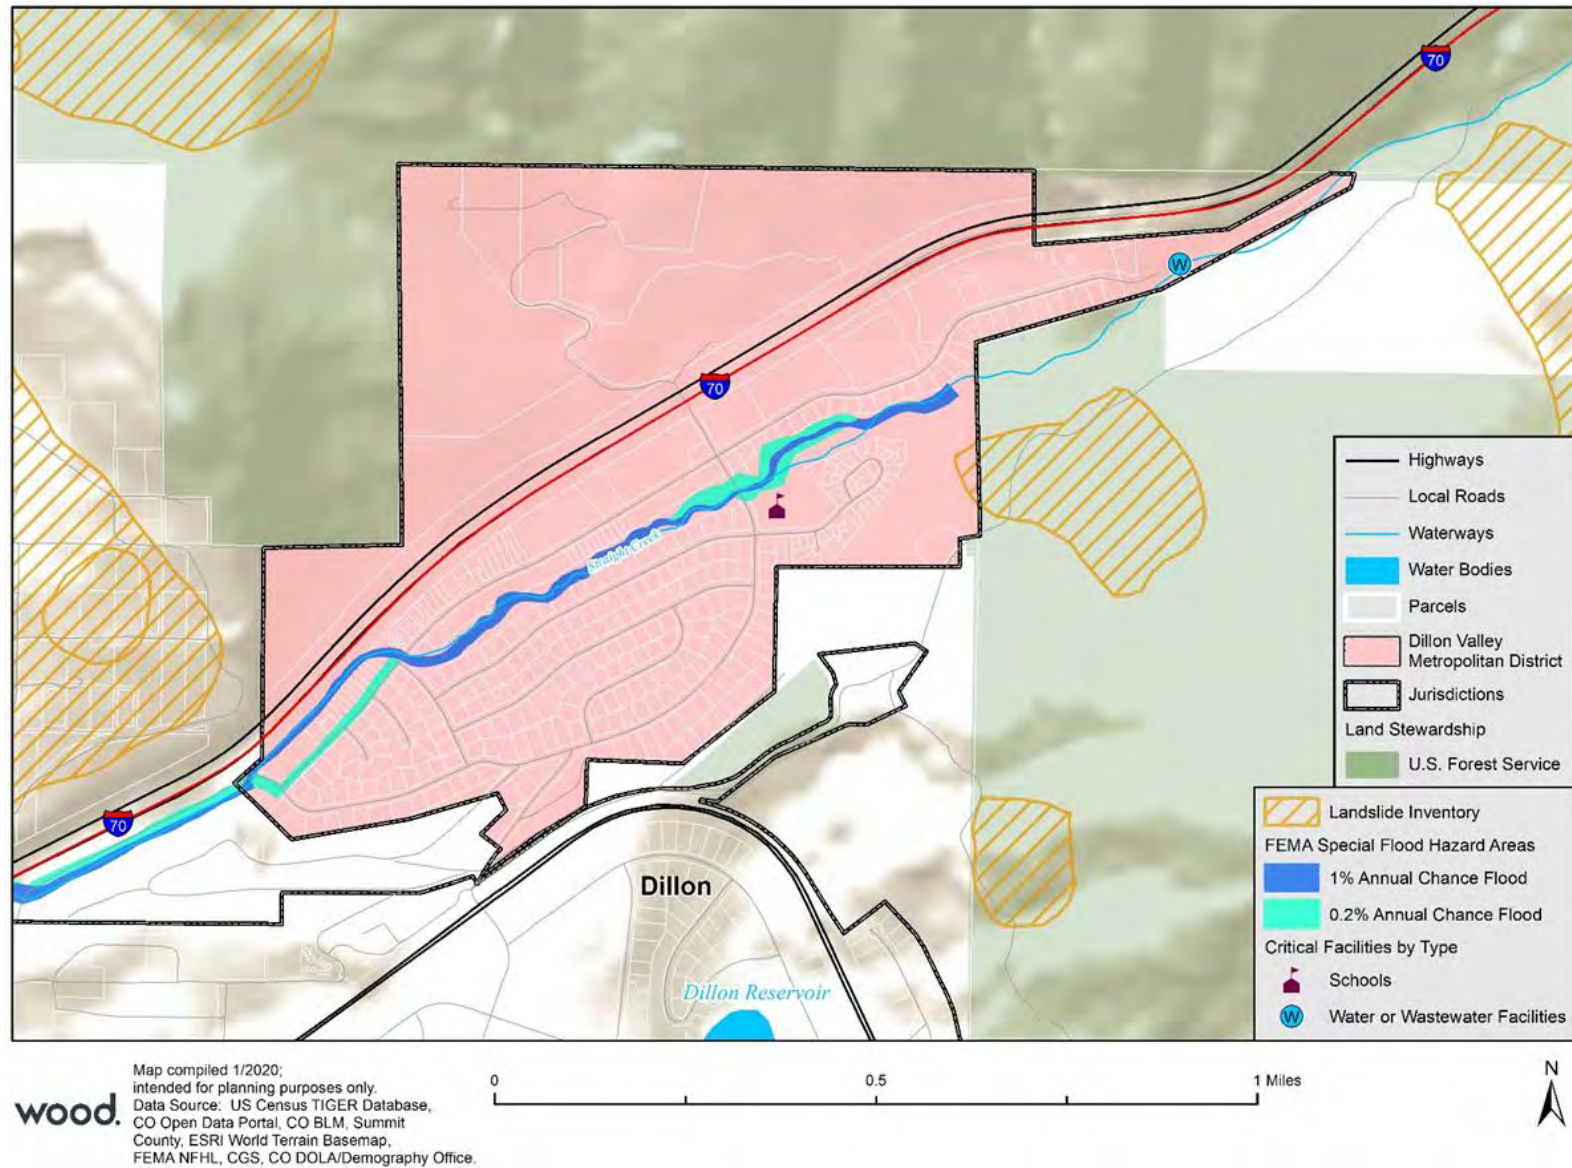 70
70
W
Straight Creek
70
Dillon
Dillon Reservoir
Highways
Local Roads
Waterways
Water Bodies
Parcels
Dillon Valley
Metropolitan District
Jurisdictions
Land Stewardship
U.S. Forest Service
Landslide Inventory
FEMA Special Flood Hazard Areas
1% Annual Chance Flood
0.2% Annual Chance Flood
Critical Facilities by Type
Schools
W Water or Wastewater Facilities
wood.
Map compiled 1/2020;
intended for planning purposes only.
Data Source: US Census TIGER Database,
CO Open Data Portal, CO BLM, Summit
County, ESRI World Terrain Basemap,
FEMA NFHL, CGS, CO DOLA/Demography Office.
0 0.5 1 Miles
N